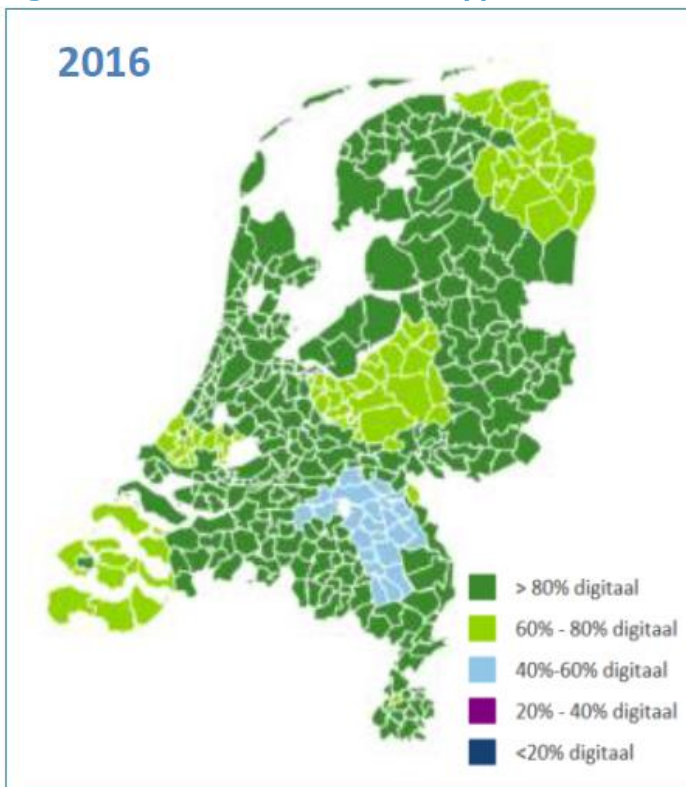 2016
> 80% digitaal
60% - 80% digitaal
40%-60% digitaal
20% - 40% digitaal
<20% digitaal